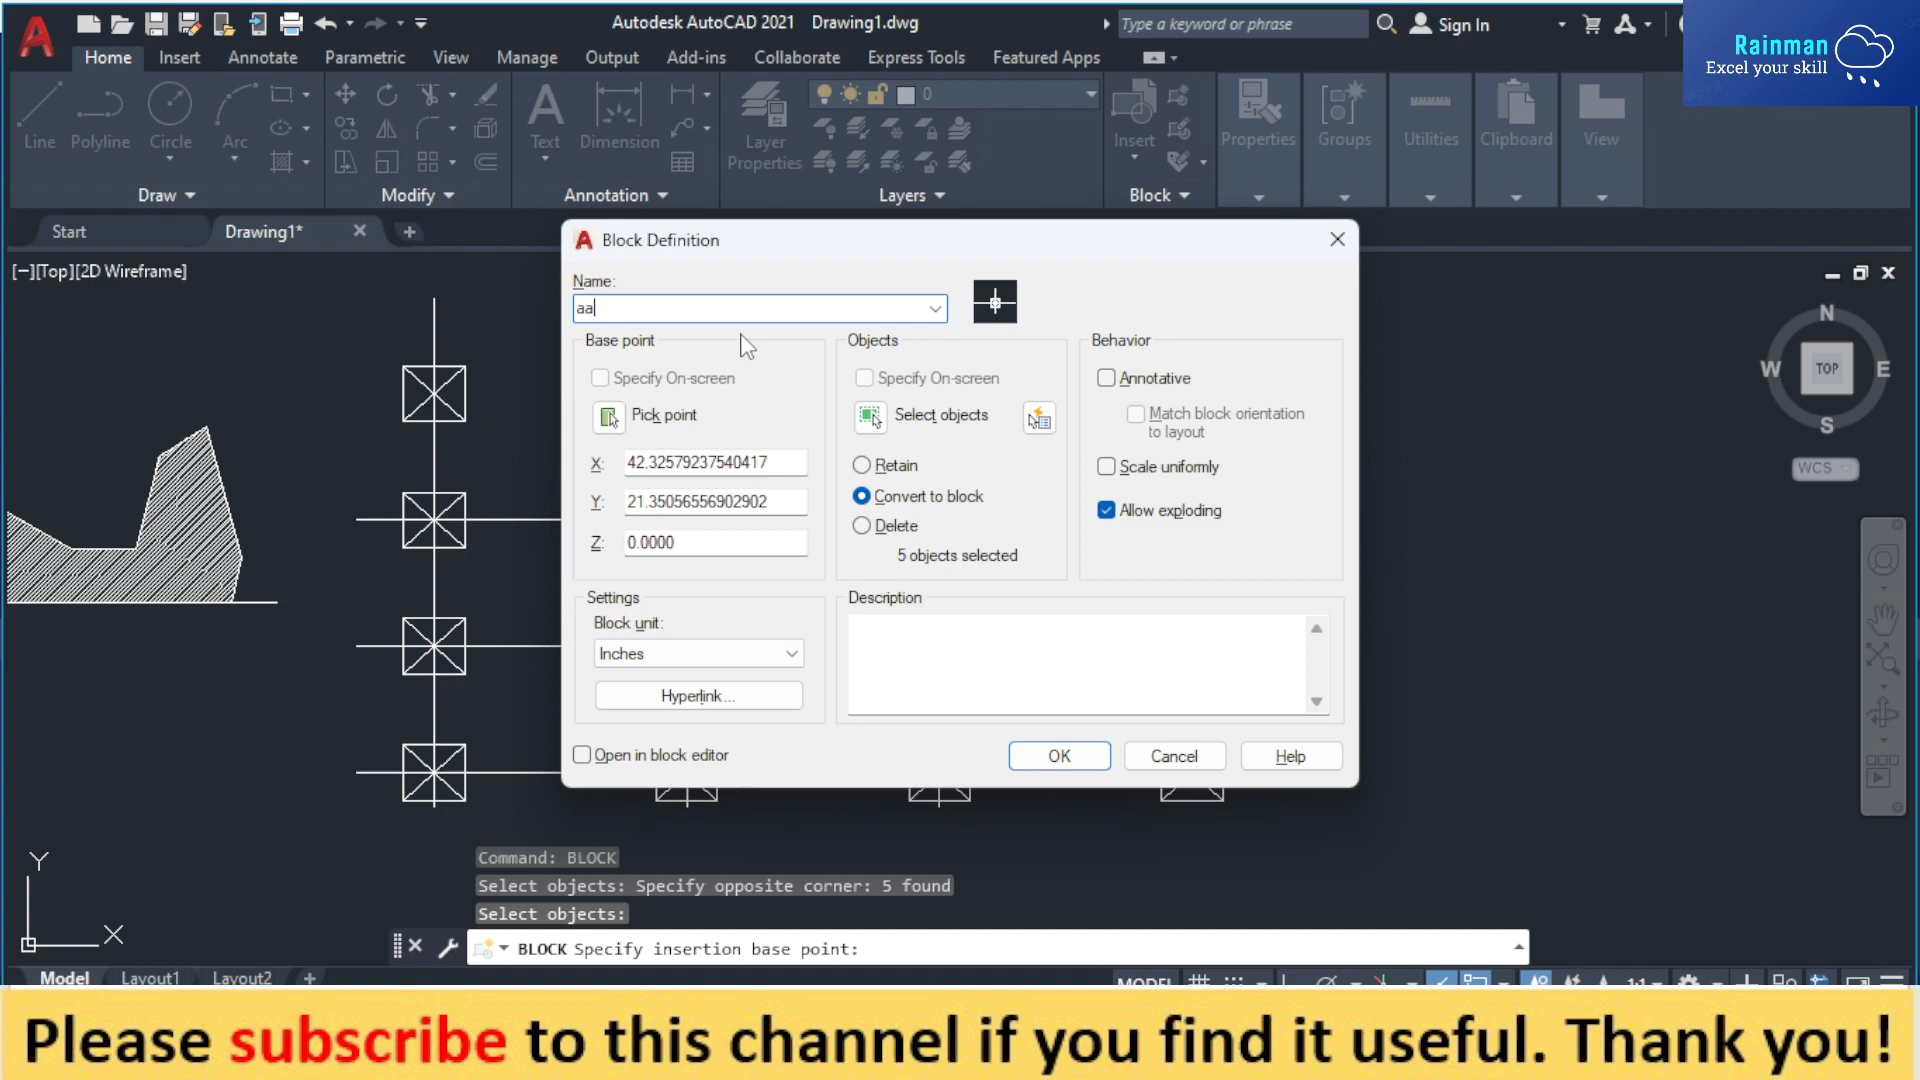 Autodesk AutoCAD 2021 Drawing1.dwg
Type a keyword or phrase
Sign In
Rainman
Excel your skill
Home Insert Annotate Parametric View Manage Output Add-ins Collaborate Express Tools Featured Apps
0
Line Polyline Circle Arc
Text Dimension
Layer
Properties
Insert
Properties Groups Utilities Clipboard View
Draw Modify Annotation Layers Block
Start Drawing1*
[−][Top][2D Wireframe]
Block Definition
Name:
aa
Base point
Specify On-screen
Pick point
X: 42.32579237540417
Y: 21.35056556902902
Z: 0.0000
Objects
Specify On-screen
Select objects
Retain
Convert to block
Delete
5 objects selected
Behavior
Annotative
Match block orientation
to layout
Scale uniformly
Allow exploding
Settings
Block unit:
Inches
Hyperlink...
Description
Open in block editor
OK Cancel Help
N
W TOP E
S
WCS
Y
X
Command: BLOCK
Select objects: Specify opposite corner: 5 found
Select objects:
BLOCK Specify insertion base point:
Model Layout1 Layout2 +
MODEL 1:1
Please subscribe to this channel if you find it useful. Thank you!